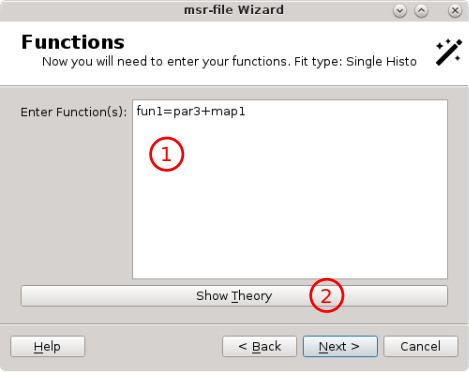 msr-file Wizard
Functions
Now you will need to enter your functions. Fit type: Single Histo
Enter Function(s):
fun1=par3+map1
1
Show Theory
2
Help
< Back
Next >
Cancel